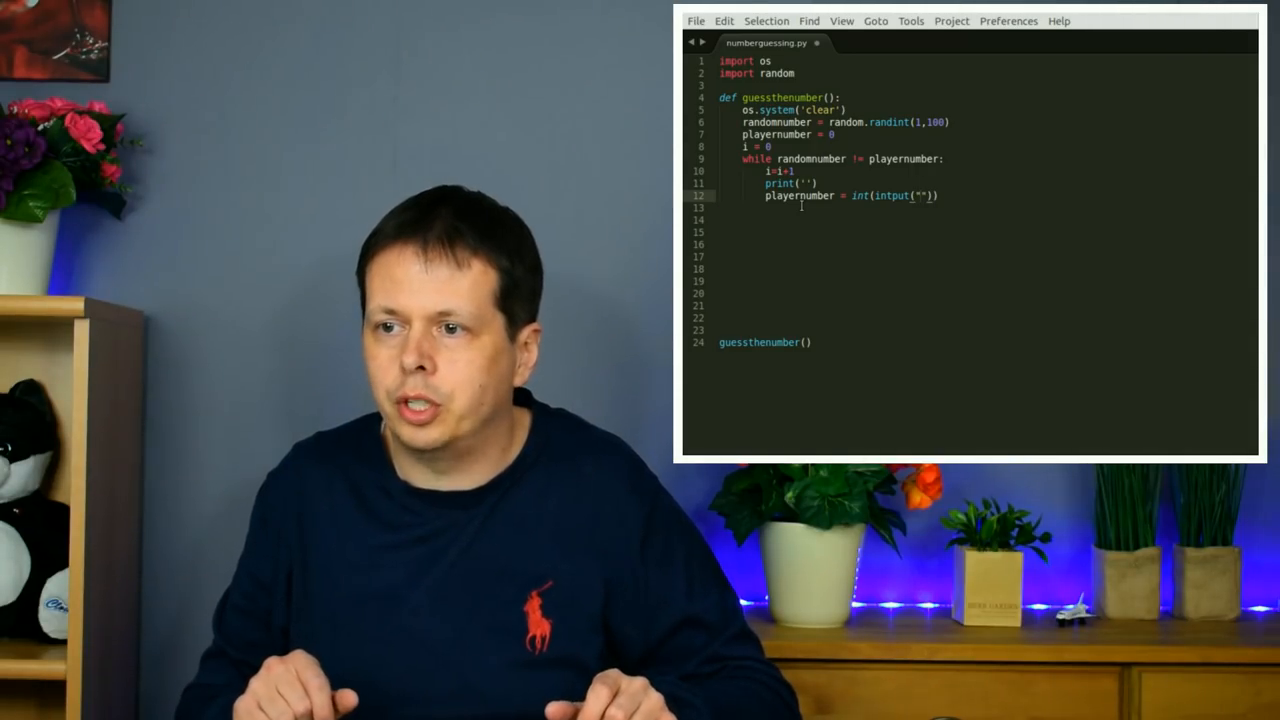 File Edit Selection Find View Goto Tools Project Preferences Help
numberguessing.py
1 import os
2 import random
3
4 def guessthenumber():
5 os.system('clear')
6 randomnumber = random.randint(1,100)
7 playernumber = 0
8 i = 0
9 while randomnumber != playernumber:
10 i=i+1
11 print('')
12 playernumber = int(intput(""))
13
14
15
16
17
18
19
20
21
22
23
24 guessthenumber()
HERB GARDEN